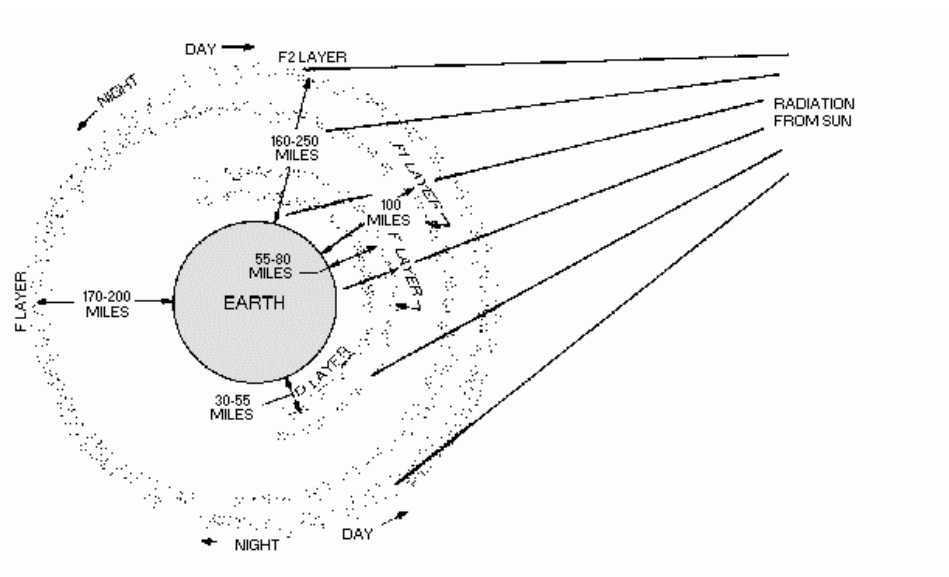 DAY
F2 LAYER
NIGHT
RADIATION
FROM SUN
160-250
MILES
F1 LAYER
100
MILES
F LAYER
55-80
MILES
EARTH
F LAYER
170-200
MILES
D LAYER
30-55
MILES
DAY
NIGHT